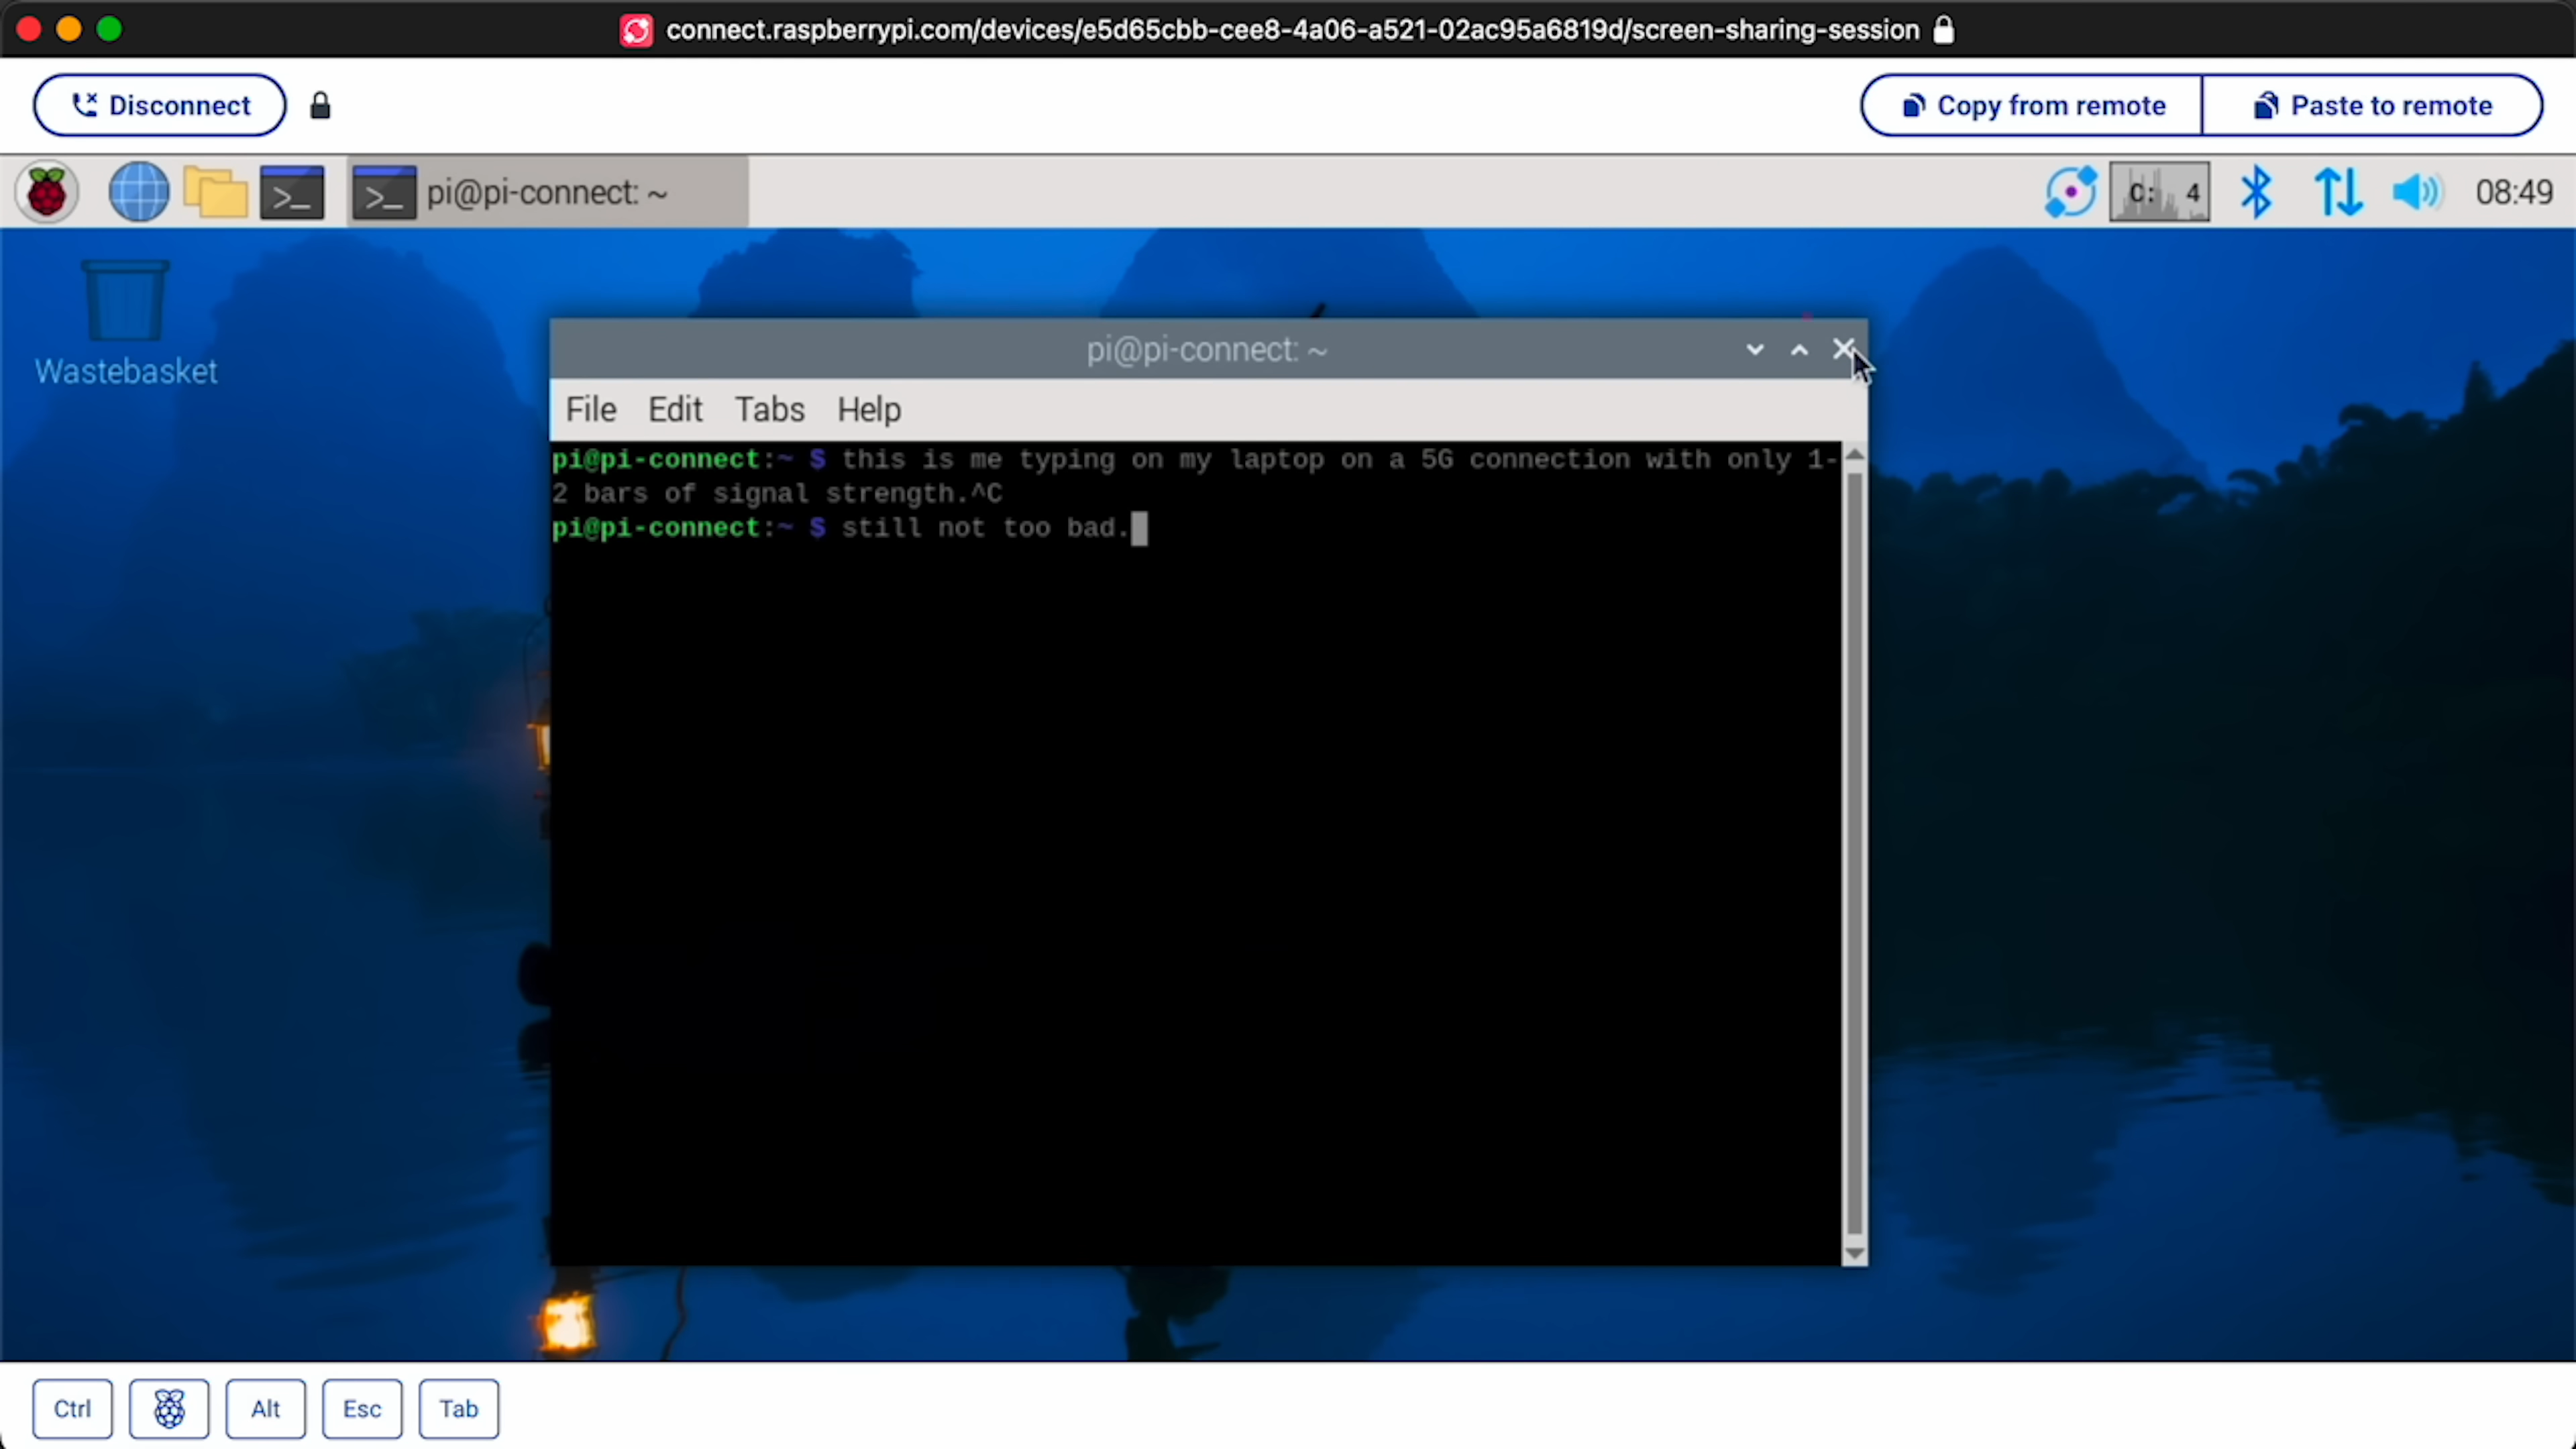 connect.raspberrypi.com/devices/e5d65cbb-cee8-4a06-a521-02ac95a6819d/screen-sharing-session
Disconnect
Copy from remote
Paste to remote
pi@pi-connect: ~
C: 4
08:49
Wastebasket
pi@pi-connect: ~
File Edit Tabs Help
pi@pi-connect:~ $ this is me typing on my laptop on a 5G connection with only 1-
2 bars of signal strength.^C
pi@pi-connect:~ $ still not too bad.
Ctrl
Alt
Esc
Tab